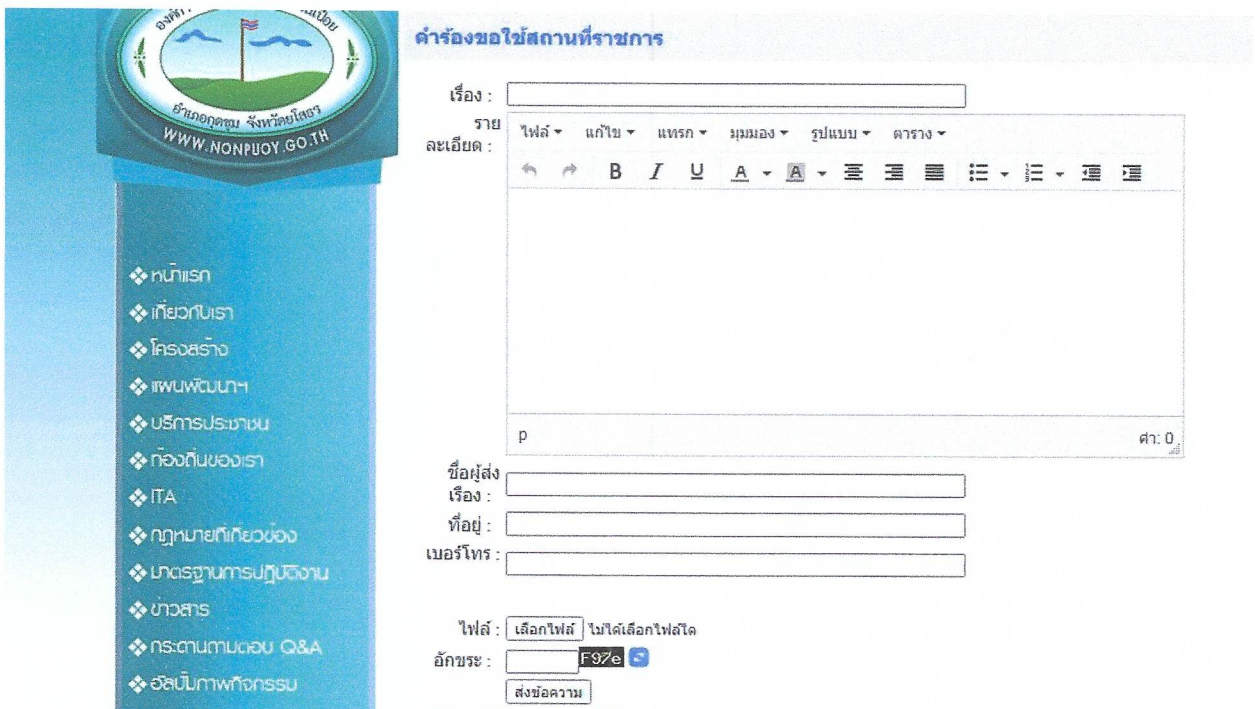 องค์ก
นเปือย
อำเภอกุดชุม จังหวัดยโสธร
WWW.NONPUOY.GO.TH
หน้าแรก
เกี่ยวกับเรา
โครงสร้าง
แผนพัฒนาฯ
บริการประชาชน
ท้องถิ่นของเรา
ITA
กฎหมายที่เกี่ยวข้อง
มาตรฐานการปฏิบัติงาน
ข่าวสาร
กระดานถามตอบ Q&A
อัลบั้มภาพกิจกรรม
คำร้องขอใช้สถานที่ราชการ
เรื่อง :
ราย
ละเอียด :
ไฟล์ แก้ไข แทรก มุมมอง รูปแบบ ตาราง
B I U A A
p คำ: 0
ชื่อผู้ส่ง
เรื่อง :
ที่อยู่ :
เบอร์โทร :
ไฟล์ : เลือกไฟล์ ไม่ได้เลือกไฟล์ใด
อักขระ : F97e
ส่งข้อความ